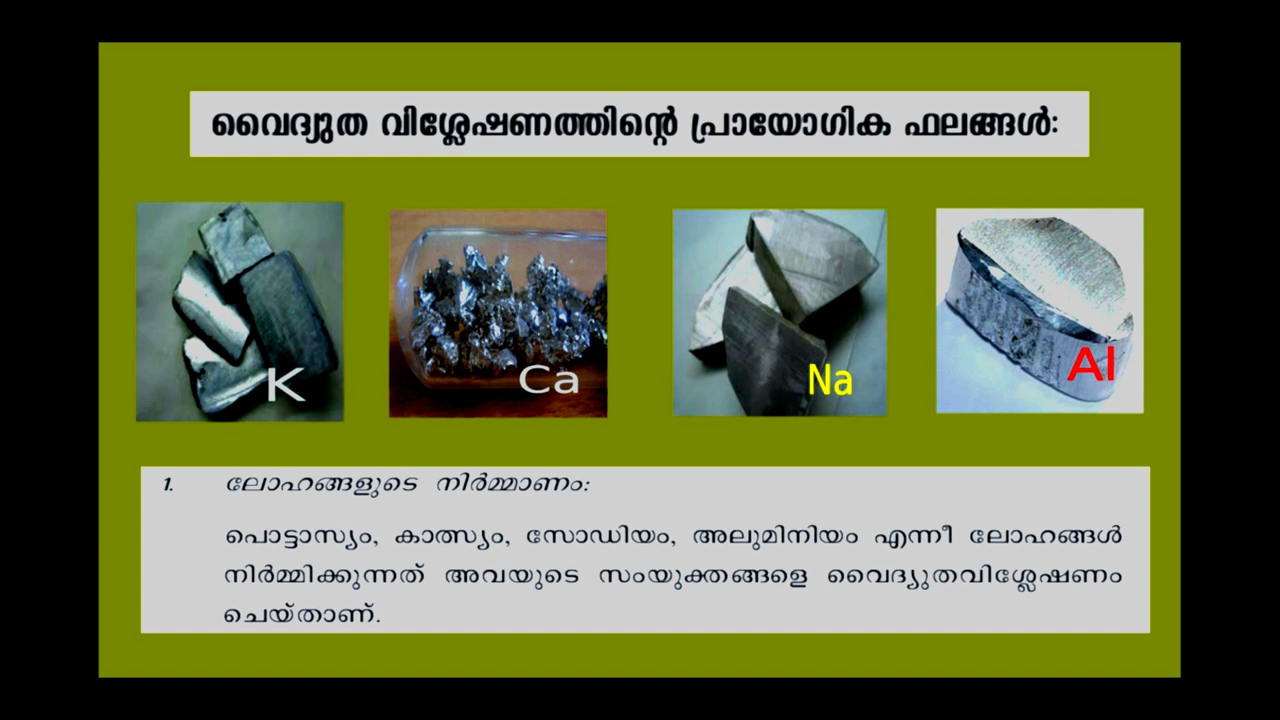 വൈദ്യുത വിശ്ലേഷണത്തിന്റെ പ്രായോഗിക ഫലങ്ങൾ:
K
Ca
Na
Al
1. ലോഹങ്ങളുടെ നിർമ്മാണം:
പൊട്ടാസ്യം, കാത്സ്യം, സോഡിയം, അലുമിനിയം എന്നീ ലോഹങ്ങൾ
നിർമ്മിക്കുന്നത് അവയുടെ സംയുക്തങ്ങളെ വൈദ്യുതവിശ്ലേഷണം
ചെയ്താണ്.